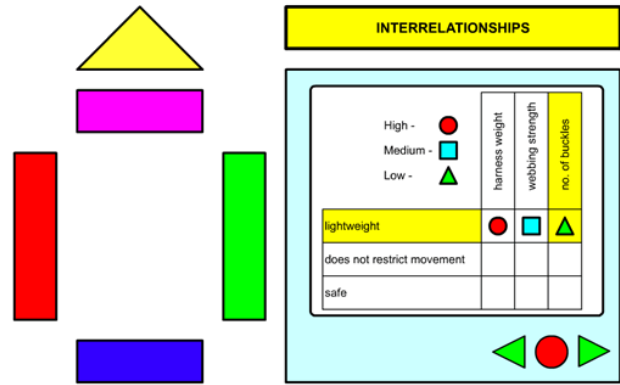 INTERRELATIONSHIPS
High -
Medium -
Low -
harness weight
webbing strength
no. of buckles
lightweight
does not restrict movement
safe